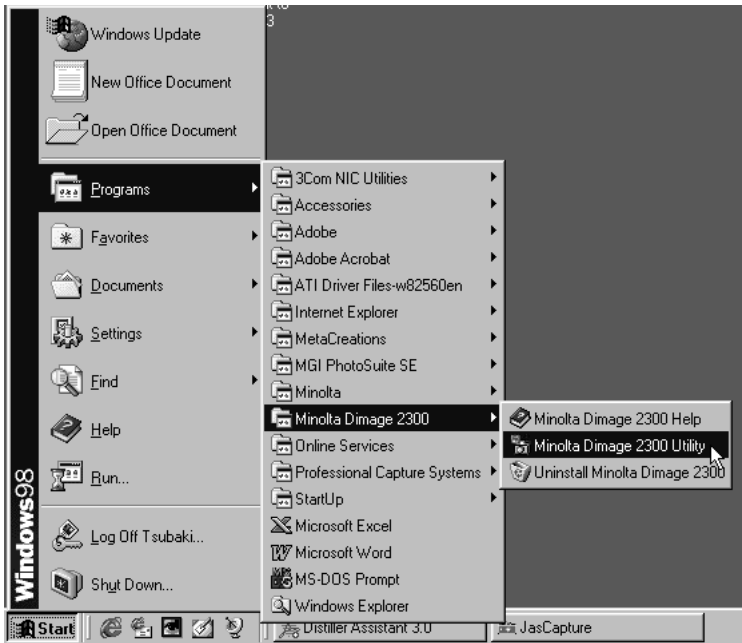 3
Windows Update
New Office Document
Open Office Document
Programs
Favorites
Documents
Settings
Find
Help
Run...
Log Off Tsubaki...
Shut Down...
Windows98
3Com NIC Utilities
Accessories
Adobe
Adobe Acrobat
ATI Driver Files-w82560en
Internet Explorer
MetaCreations
MGI PhotoSuite SE
Minolta
Minolta Dimage 2300
Online Services
Professional Capture Systems
StartUp
Microsoft Excel
Microsoft Word
MS-DOS Prompt
Windows Explorer
Minolta Dimage 2300 Help
Minolta Dimage 2300 Utility
Uninstall Minolta Dimage 2300
Start
Distiller Assistant 3.0
JasCapture